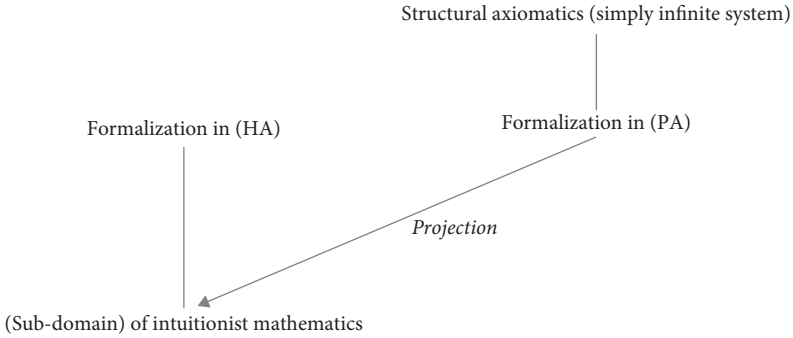 Structural axiomatics (simply infinite system)
Formalization in (HA)
Formalization in (PA)
Projection
(Sub-domain) of intuitionist mathematics